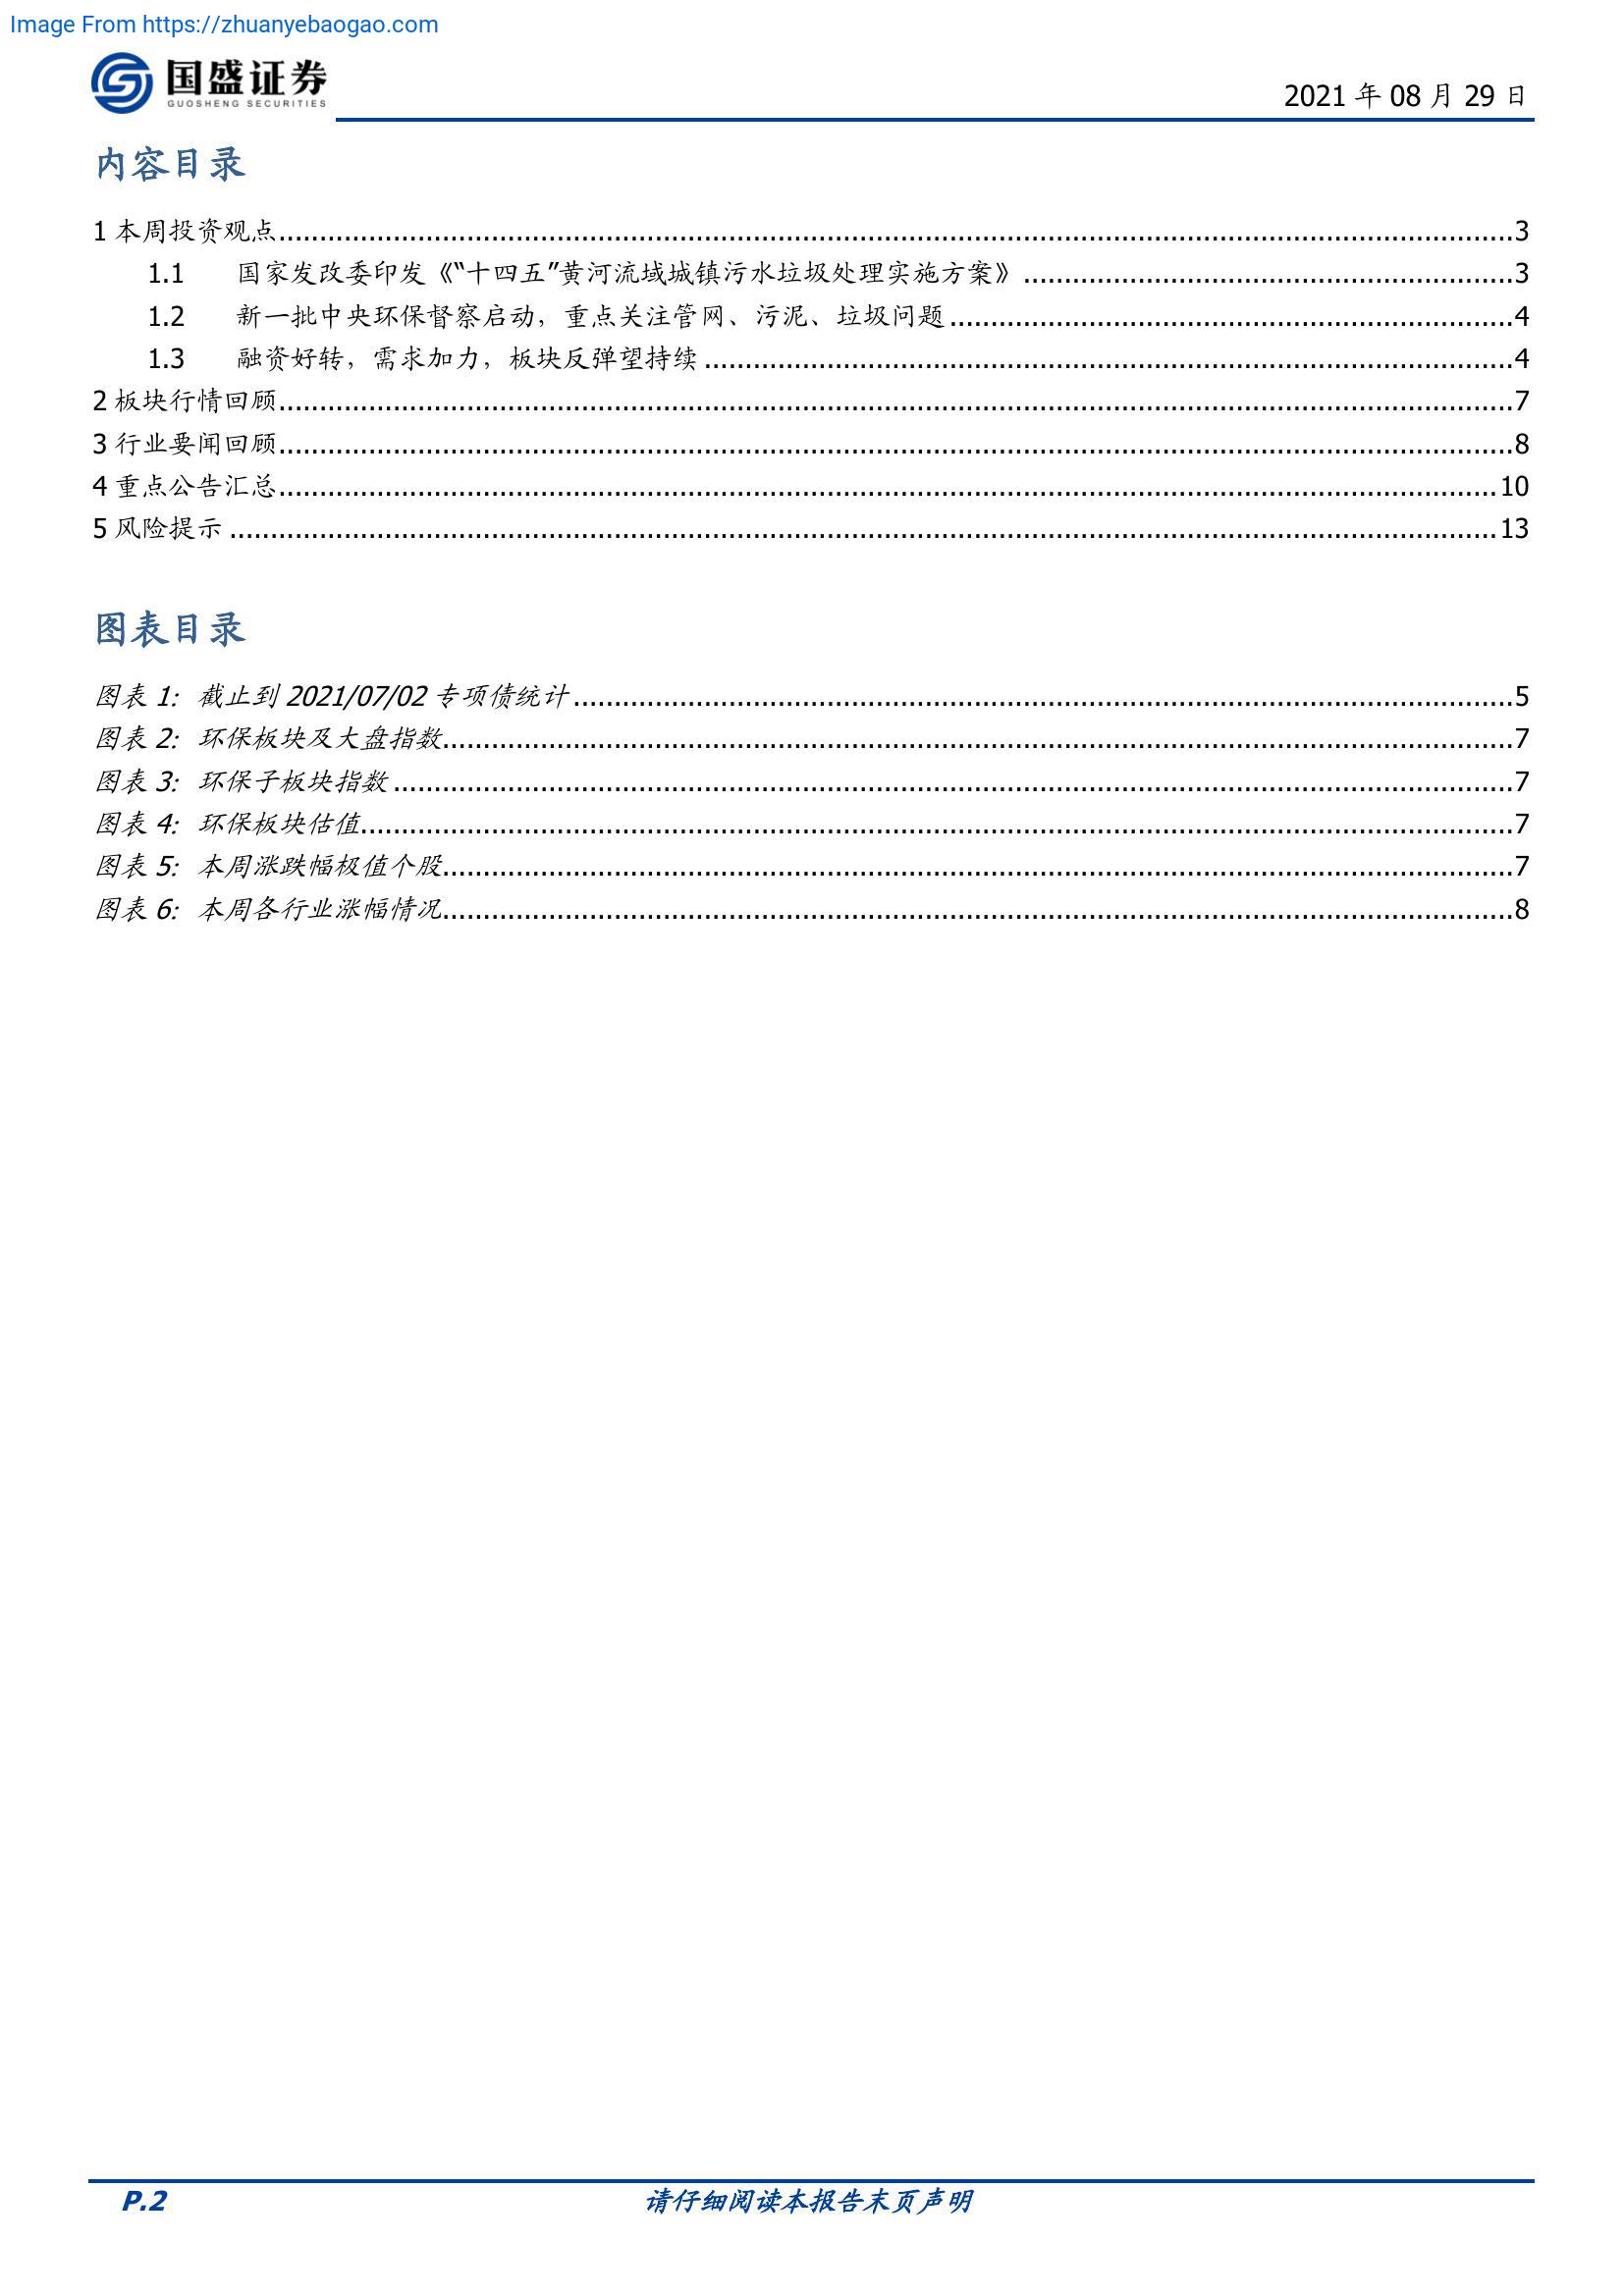 Image From https://zhuanyebaogao.com
国盛证券
GUOSHENG SECURITIES
2021 年 08 月 29 日
内容目录
1 本周投资观点................................................................3
1.1 国家发改委印发《“十四五”黄河流域城镇污水垃圾处理实施方案》................................3
1.2 新一批中央环保督察启动，重点关注管网、污泥、垃圾问题................................4
1.3 融资好转，需求加力，板块反弹望持续................................4
2 板块行情回顾................................................................7
3 行业要闻回顾................................................................8
4 重点公告汇总................................................................10
5 风险提示................................................................13
图表目录
图表 1: 截止到 2021/07/02 专项债统计................................................................5
图表 2: 环保板块及大盘指数................................................................7
图表 3: 环保子板块指数................................................................7
图表 4: 环保板块估值................................................................7
图表 5: 本周涨跌幅极值个股................................................................7
图表 6: 本周各行业涨幅情况................................................................8
P.2 请仔细阅读本报告末页声明